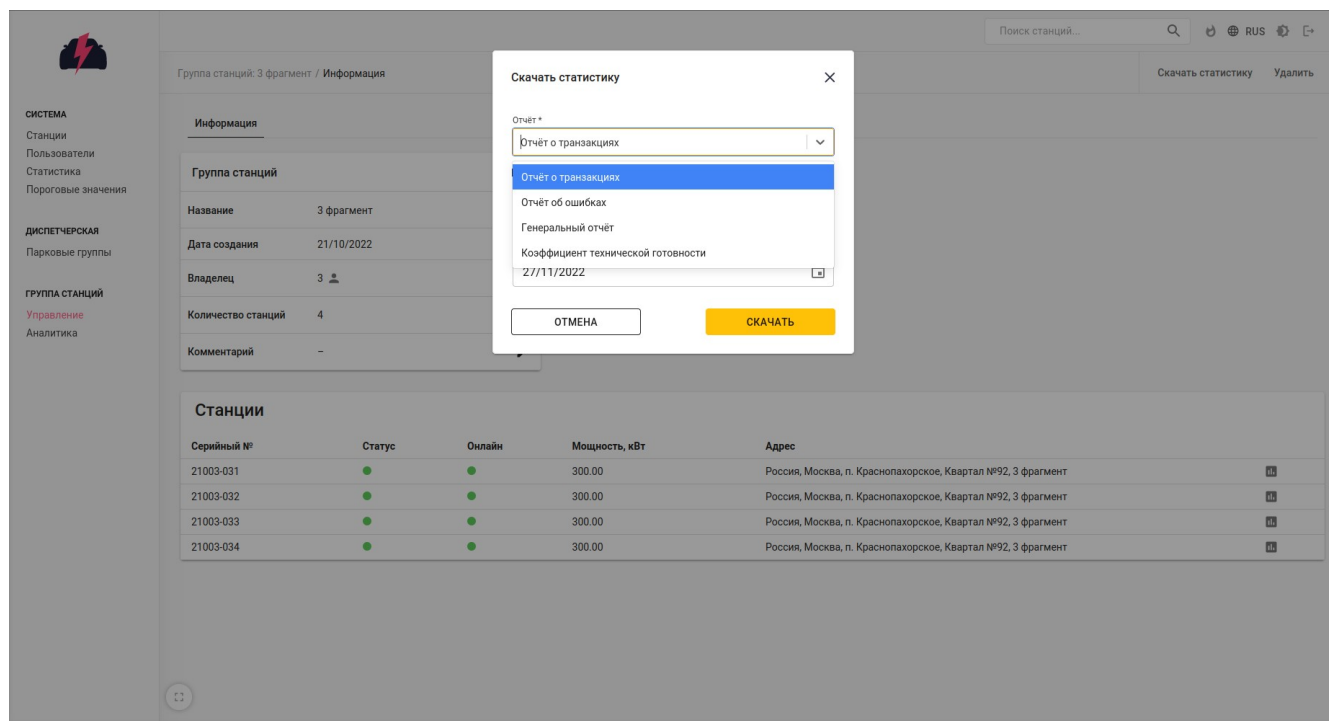 Поиск станций...
RUS
Группа станций: 3 фрагмент / Информация
Скачать статистику
Удалить
СИСТЕМА
Станции
Пользователи
Статистика
Пороговые значения
ДИСПЕТЧЕРСКАЯ
Парковые группы
ГРУППА СТАНЦИЙ
Управление
Аналитика
Информация
Группа станций
Название 3 фрагмент
Дата создания 21/10/2022
Владелец 3
Количество станций 4
Комментарий –
Скачать статистику
Отчёт *
Отчёт о транзакциях
Отчёт о транзакциях
Отчёт об ошибках
Генеральный отчёт
Коэффициент технической готовности
27/11/2022
ОТМЕНА СКАЧАТЬ
Станции
Серийный № Статус Онлайн Мощность, кВт Адрес
21003-031 300.00 Россия, Москва, п. Краснопахорское, Квартал №92, 3 фрагмент
21003-032 300.00 Россия, Москва, п. Краснопахорское, Квартал №92, 3 фрагмент
21003-033 300.00 Россия, Москва, п. Краснопахорское, Квартал №92, 3 фрагмент
21003-034 300.00 Россия, Москва, п. Краснопахорское, Квартал №92, 3 фрагмент